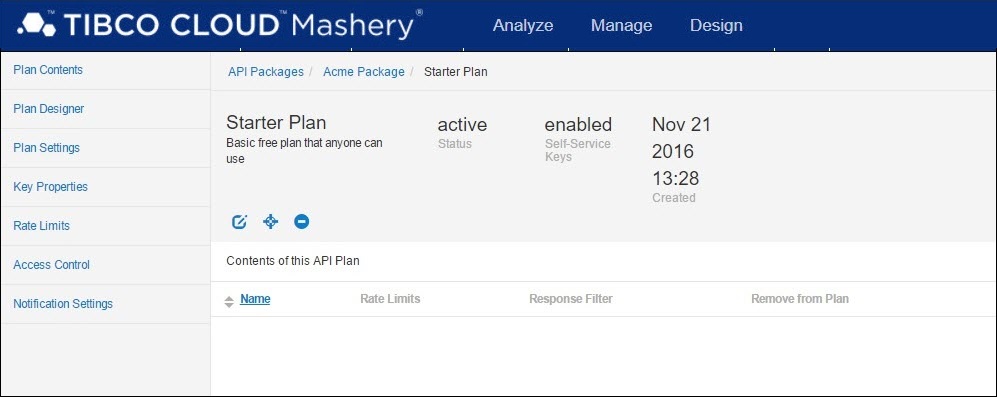 TIBCO CLOUD™ Mashery®
Analyze
Manage
Design
Plan Contents
Plan Designer
Plan Settings
Key Properties
Rate Limits
Access Control
Notification Settings
API Packages / Acme Package / Starter Plan
Starter Plan
Basic free plan that anyone can
use
active
Status
enabled
Self-Service
Keys
Nov 21
2016
13:28
Created
Contents of this API Plan
Name
Rate Limits
Response Filter
Remove from Plan